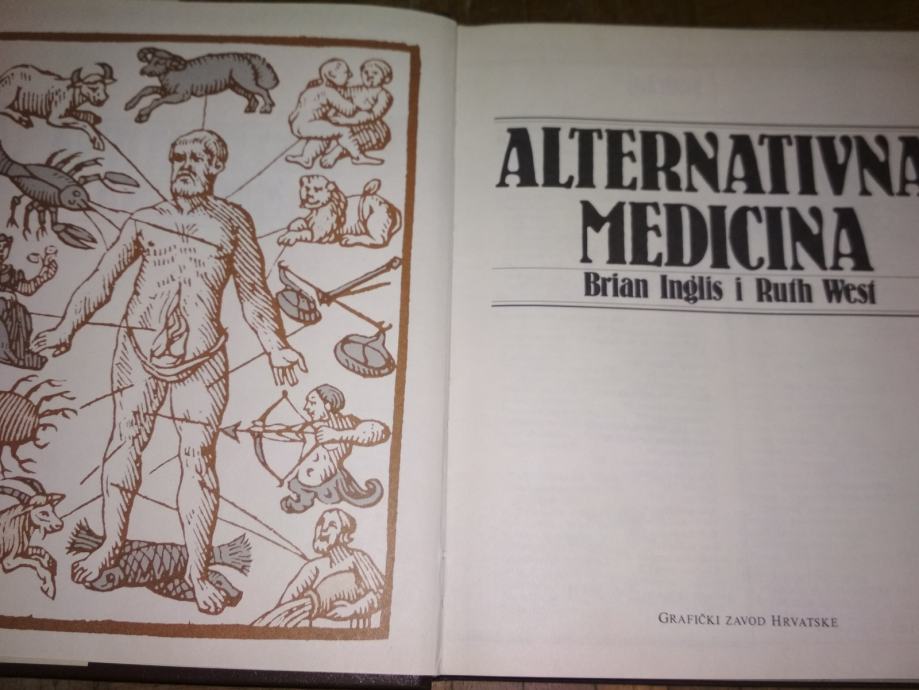 ALTERNATIVNA
MEDICINA
Brian Inglis i Ruth West
GRAFIČKI ZAVOD HRVATSKE